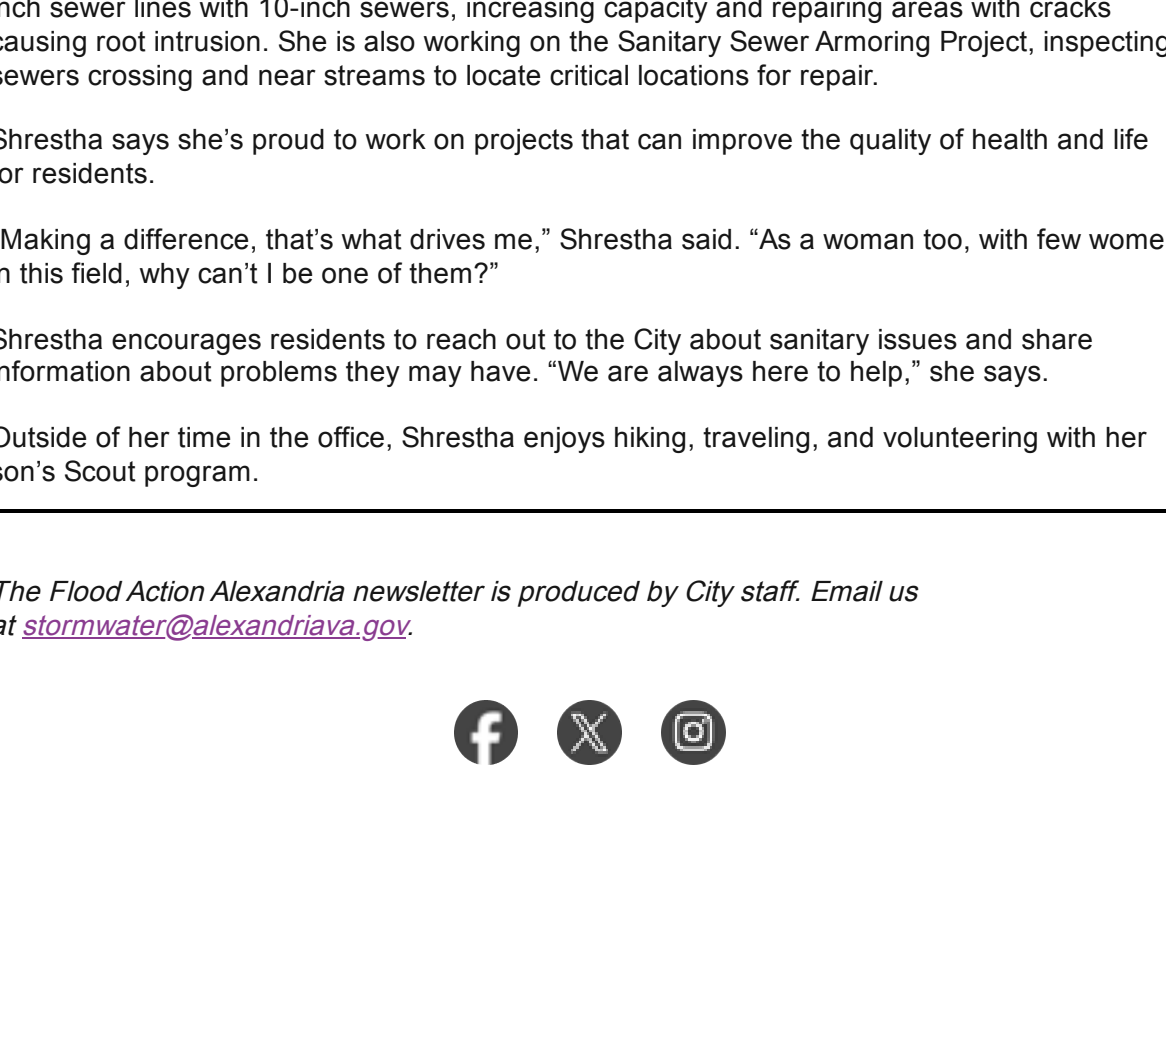 nch sewer lines with 10-inch sewers, increasing capacity and repairing areas with cracks
causing root intrusion. She is also working on the Sanitary Sewer Armoring Project, inspecting
sewers crossing and near streams to locate critical locations for repair.
Shrestha says she’s proud to work on projects that can improve the quality of health and life
or residents.
Making a difference, that’s what drives me,” Shrestha said. “As a woman too, with few wome
n this field, why can’t I be one of them?”
Shrestha encourages residents to reach out to the City about sanitary issues and share
nformation about problems they may have. “We are always here to help,” she says.
Outside of her time in the office, Shrestha enjoys hiking, traveling, and volunteering with her
son’s Scout program.
The Flood Action Alexandria newsletter is produced by City staff. Email us
at stormwater@alexandriava.gov.